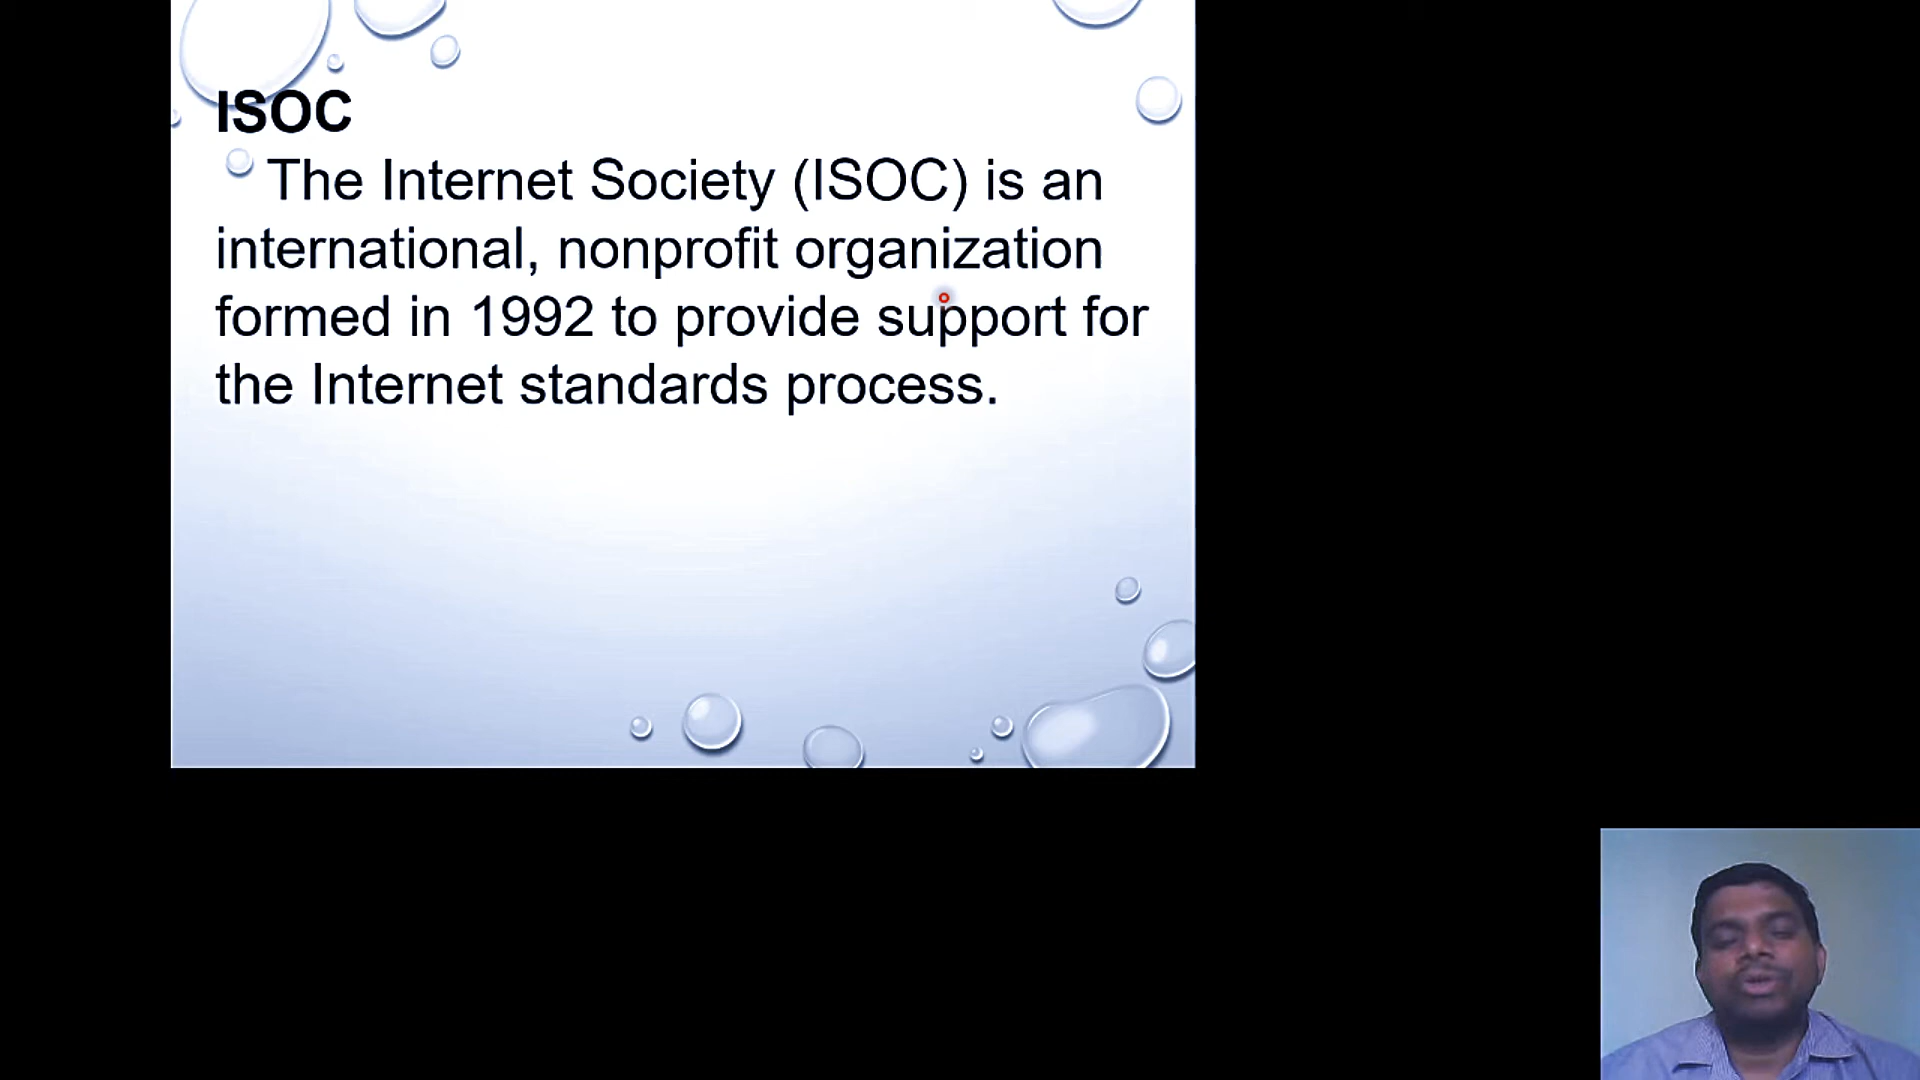 ISOC
The Internet Society (ISOC) is an
international, nonprofit organization
formed in 1992 to provide support for
the Internet standards process.